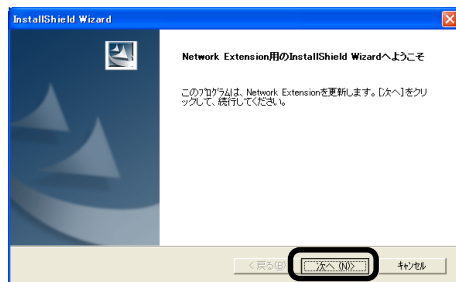 InstallShield Wizard
Network Extension用のInstallShield Wizardへようこそ
このプログラムは、Network Extensionを更新します。[次へ]をクリ
ックして、続行してください。
< 戻る(B)
次へ (N)>
キャンセル